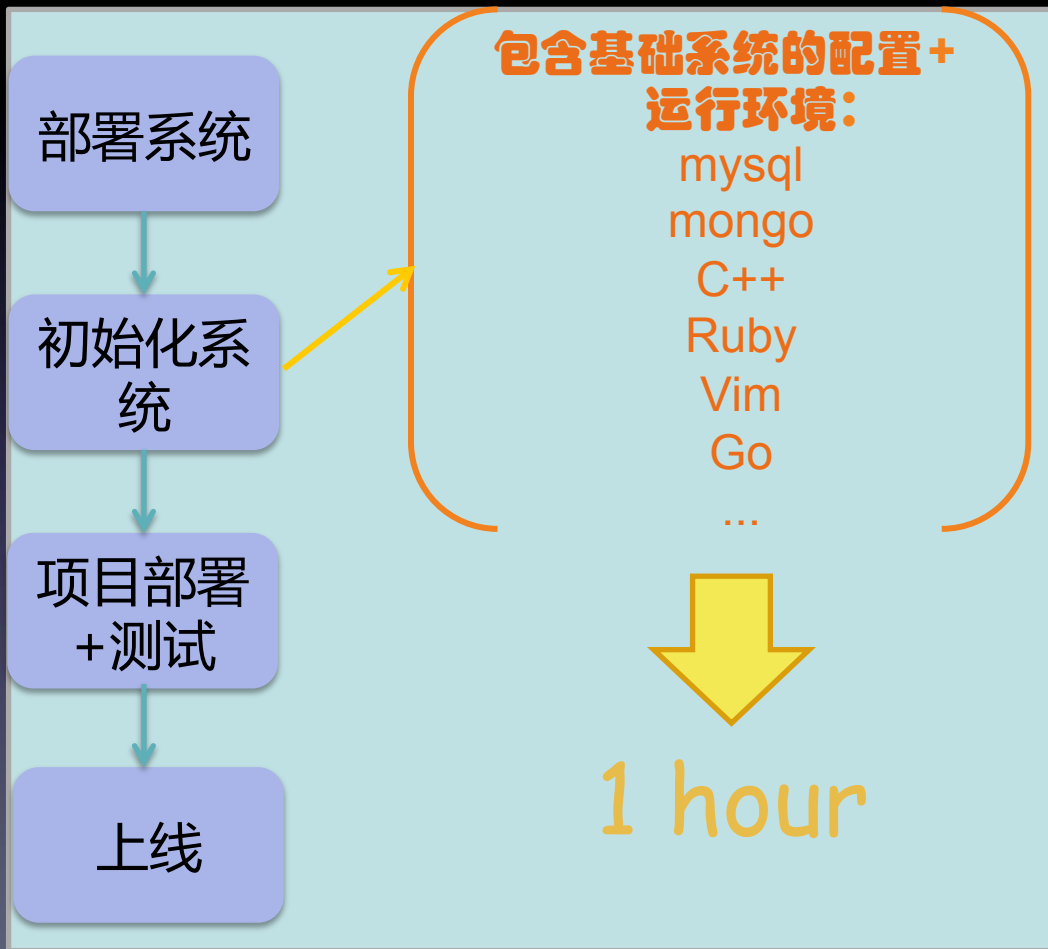 部署系统
初始化系
统
项目部署
+测试
上线
包含基础系统的配置+
运行环境：
mysql
mongo
C++
Ruby
Vim
Go
...
1 hour